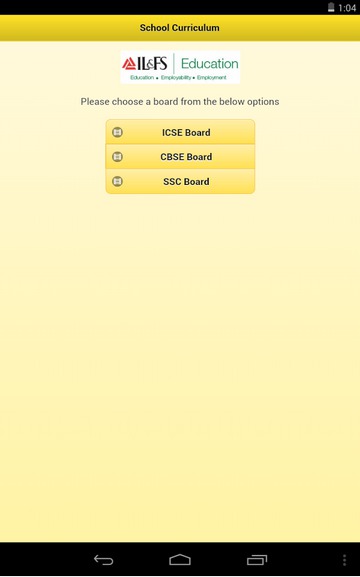 1:04
School Curriculum
IL&FS Education
Education • Employability • Employment
Please choose a board from the below options
ICSE Board
CBSE Board
SSC Board